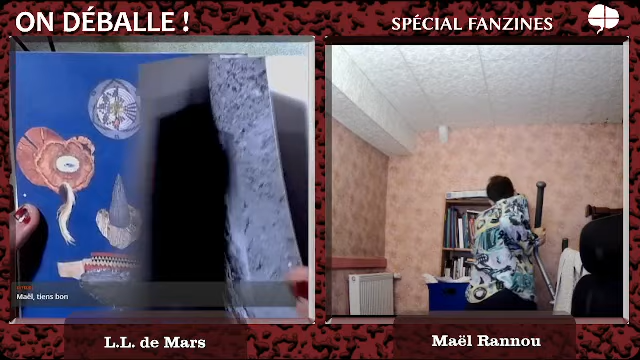 ON DÉBALLE !
SPÉCIAL FANZINES
Maël, tiens bon
L.L. de Mars
Maël Rannou